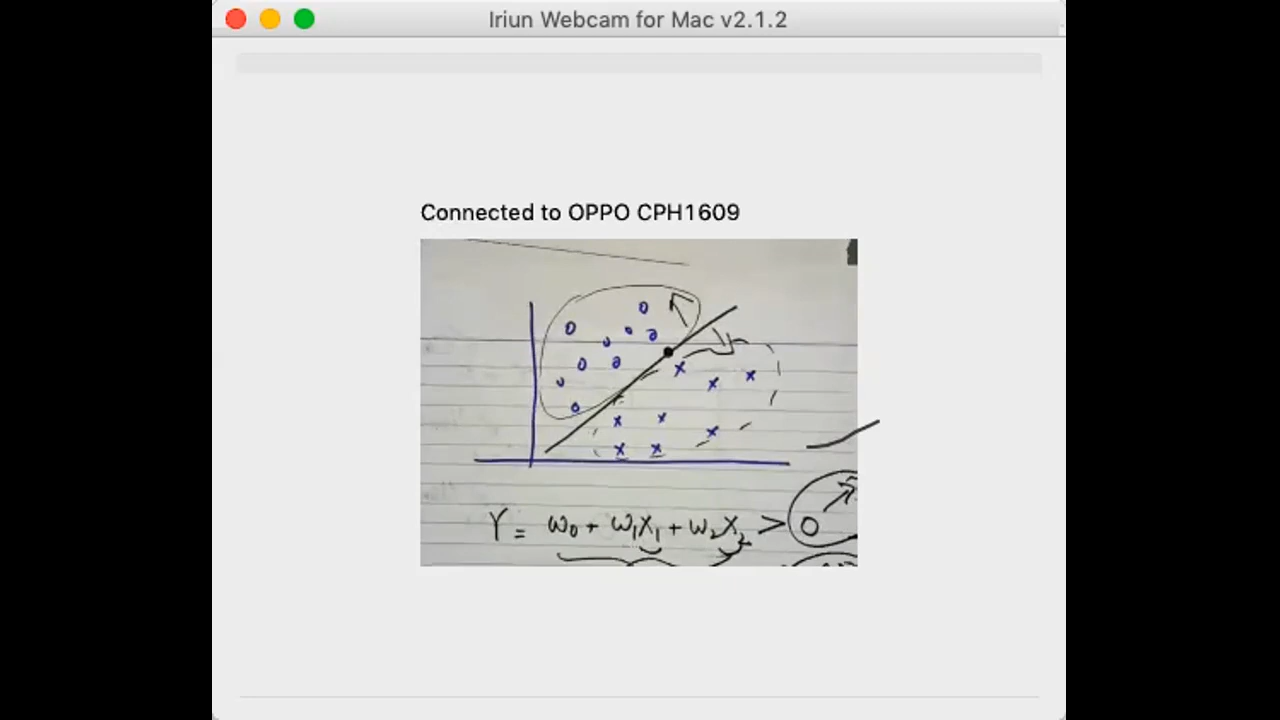 Iriun Webcam for Mac v2.1.2
Connected to OPPO CPH1609
Y = w₀ + w₁x₁ + w₂x₂ > 0